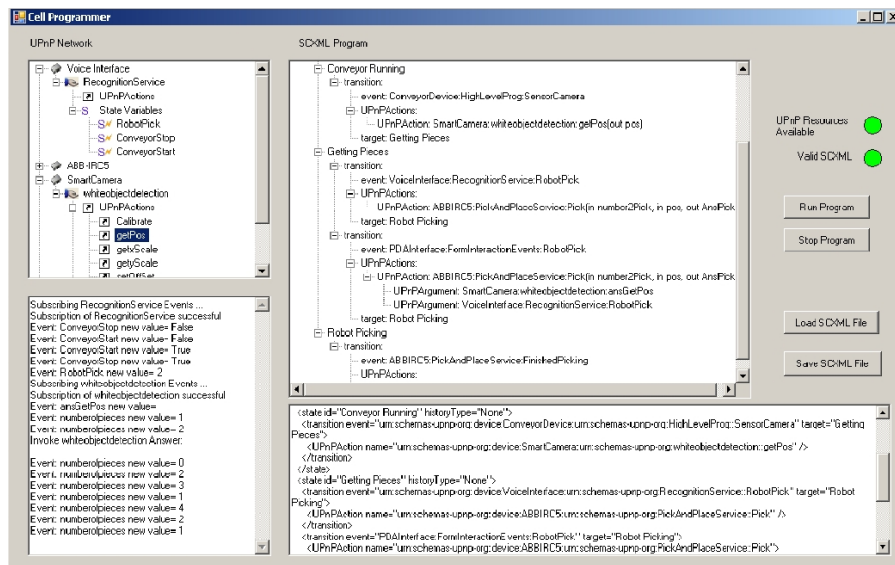 Cell Programmer
UPnP Network
Voice Interface
RecognitionService
UPnPActions
State Variables
RobotPick
ConveyorStop
ConveyorStart
ABB-IRC5
SmartCamera
whiteobjectdetection
UPnPActions
Calibrate
getPos
getxScale
getyScale
setOffSet
Subscribing RecognitionService Events ...
Subscription of RecognitionService successful
Event: ConveyorStop new value= False
Event: ConveyorStart new value= False
Event: ConveyorStart new value= True
Event: ConveyorStop new value= True
Event: RobotPick new value= 2
Subscribing whiteobjectdetection Events ...
Subscription of whiteobjectdetection successful
Event: ansGetPos new value=
Event: numberofpieces new value= 1
Event: numberofpieces new value= 2
Invoke whiteobjectdetection Answer:
Event: numberofpieces new value= 0
Event: numberofpieces new value= 2
Event: numberofpieces new value= 3
Event: numberofpieces new value= 1
Event: numberofpieces new value= 4
Event: numberofpieces new value= 2
Event: numberofpieces new value= 1
SCXML Program
Conveyor Running
transition:
event: ConveyorDevice:HighLevelProg:SensorCamera
UPnPActions:
UPnPAction: SmartCamera:whiteobjectdetection:getPos(out pos)
target: Getting Pieces
Getting Pieces
transition:
event: VoiceInterface:RecognitionService:RobotPick
UPnPActions:
UPnPAction: ABBIRC5:PickAndPlaceService:Pick(in number2Pick, in pos, out AnsPick
target: Robot Picking
transition:
event: PDAInterface:FormInteractionEvents:RobotPick
UPnPActions:
UPnPAction: ABBIRC5:PickAndPlaceService:Pick(in number2Pick, in pos, out AnsPick
UPnPArgument: SmartCamera:whiteobjectdetection:ansGetPos
UPnPArgument: VoiceInterface:RecognitionService:RobotPick
target: Robot Picking
Robot Picking
transition:
event: ABBIRC5:PickAndPlaceService:FinishedPicking
UPnPActions:
<state id="Conveyor Running" historyType="None">
<transition event="urn:schemas-upnp-org:device:ConveyorDevice:urn:schemas-upnp-org:HighLevelProg::SensorCamera" target="Getting
Pieces">
<UPnPAction name="urn:schemas-upnp-org:device:SmartCamera:urn:schemas-upnp-org:whiteobjectdetection::getPos" />
</transition>
</state>
<state id="Getting Pieces" historyType="None">
<transition event="urn:schemas-upnp-org:device:VoiceInterface:urn:schemas-upnp-org:RecognitionService::RobotPick" target="Robot
Picking">
<UPnPAction name="urn:schemas-upnp-org:device:ABBIRC5:urn:schemas-upnp-org:PickAndPlaceService::Pick" />
</transition>
<transition event="PDAInterface:FormInteractionEvents:RobotPick" target="Robot Picking">
<UPnPAction name="urn:schemas-upnp-org:device:ABBIRC5:urn:schemas-upnp-org:PickAndPlaceService::Pick">
UPnP Resources
Available
Valid SCXML
Run Program
Stop Program
Load SCXML File
Save SCXML File